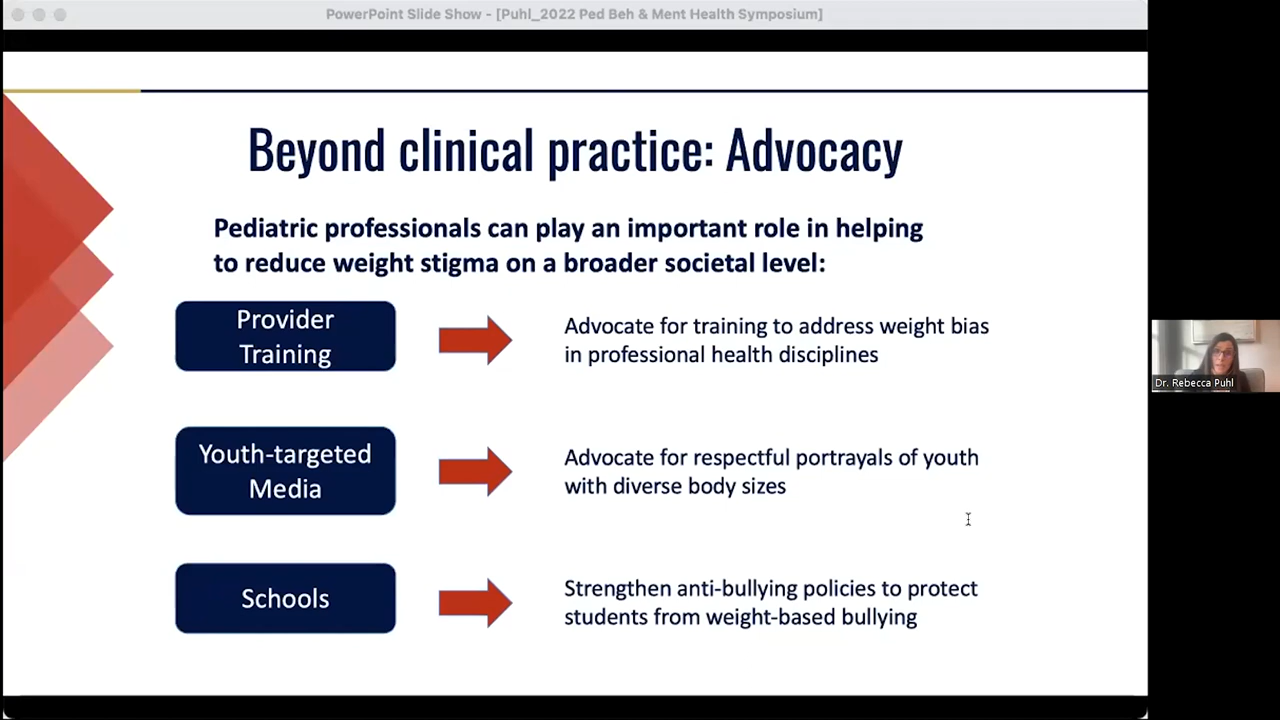 PowerPoint Slide Show - [Puhl_2022 Ped Beh & Ment Health Symposium]
Beyond clinical practice: Advocacy
Pediatric professionals can play an important role in helping
to reduce weight stigma on a broader societal level:
Provider
Training
Advocate for training to address weight bias
in professional health disciplines
Youth-targeted
Media
Advocate for respectful portrayals of youth
with diverse body sizes
Schools
Strengthen anti-bullying policies to protect
students from weight-based bullying
Dr. Rebecca Puhl